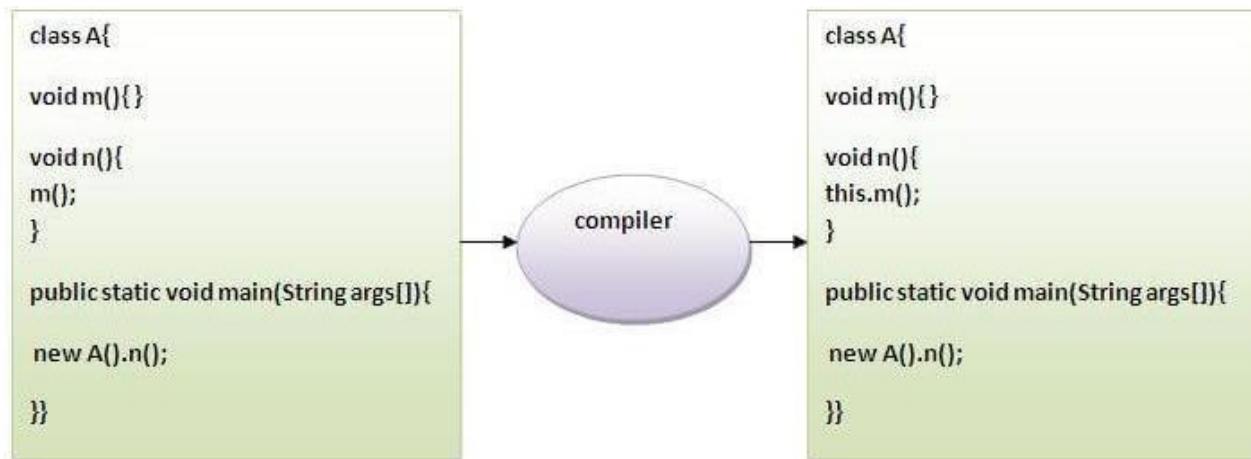 class A{
void m(){ }
void n(){
m();
}
public static void main(String args[]){
new A().n();
}}
compiler
class A{
void m(){ }
void n(){
this.m();
}
public static void main(String args[]){
new A().n();
}}